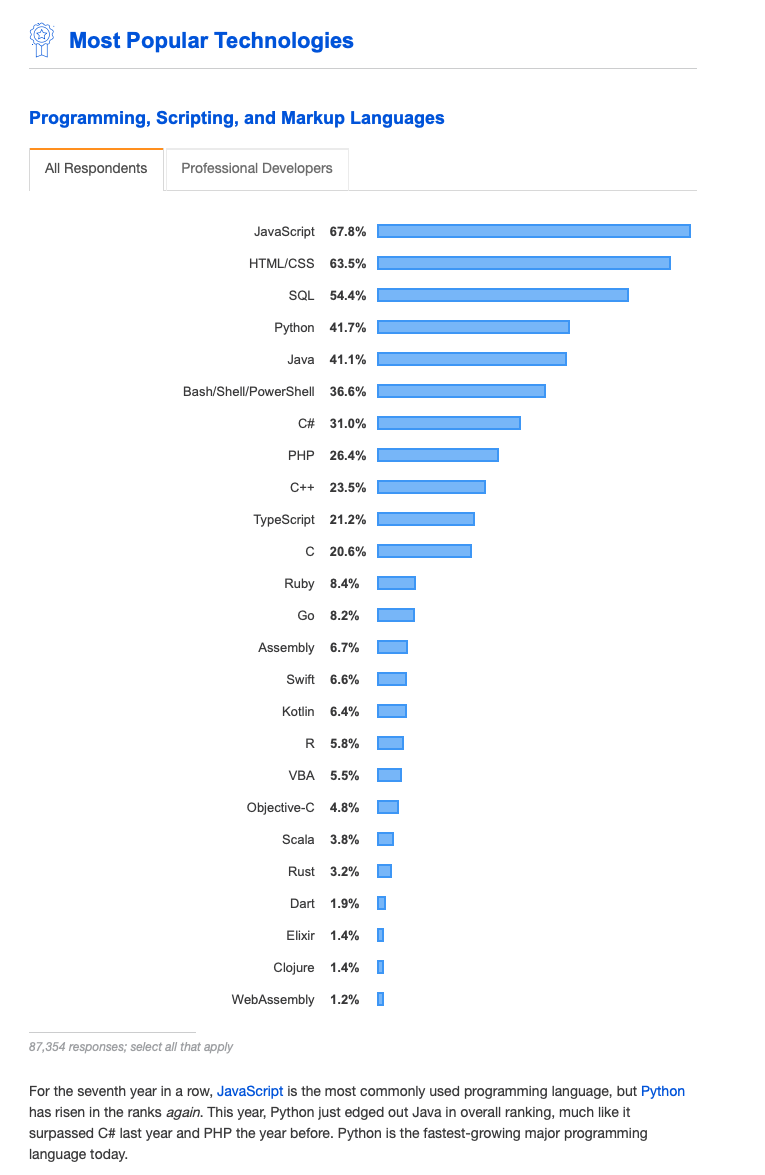 Most Popular Technologies
Programming, Scripting, and Markup Languages
All Respondents Professional Developers
JavaScript 67.8%
HTML/CSS 63.5%
SQL 54.4%
Python 41.7%
Java 41.1%
Bash/Shell/PowerShell 36.6%
C# 31.0%
PHP 26.4%
C++ 23.5%
TypeScript 21.2%
C 20.6%
Ruby 8.4%
Go 8.2%
Assembly 6.7%
Swift 6.6%
Kotlin 6.4%
R 5.8%
VBA 5.5%
Objective-C 4.8%
Scala 3.8%
Rust 3.2%
Dart 1.9%
Elixir 1.4%
Clojure 1.4%
WebAssembly 1.2%
87,354 responses; select all that apply
For the seventh year in a row, JavaScript is the most commonly used programming language, but Python
has risen in the ranks again. This year, Python just edged out Java in overall ranking, much like it
surpassed C# last year and PHP the year before. Python is the fastest-growing major programming
language today.